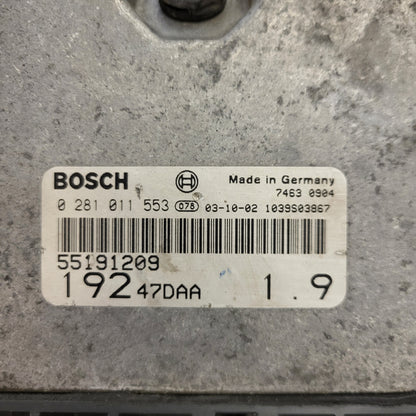 BOSCH Made in Germany
7463 0904
0 281 011 553 078 03-10-02 1039S03867
55191209
192 47DAA 1.9